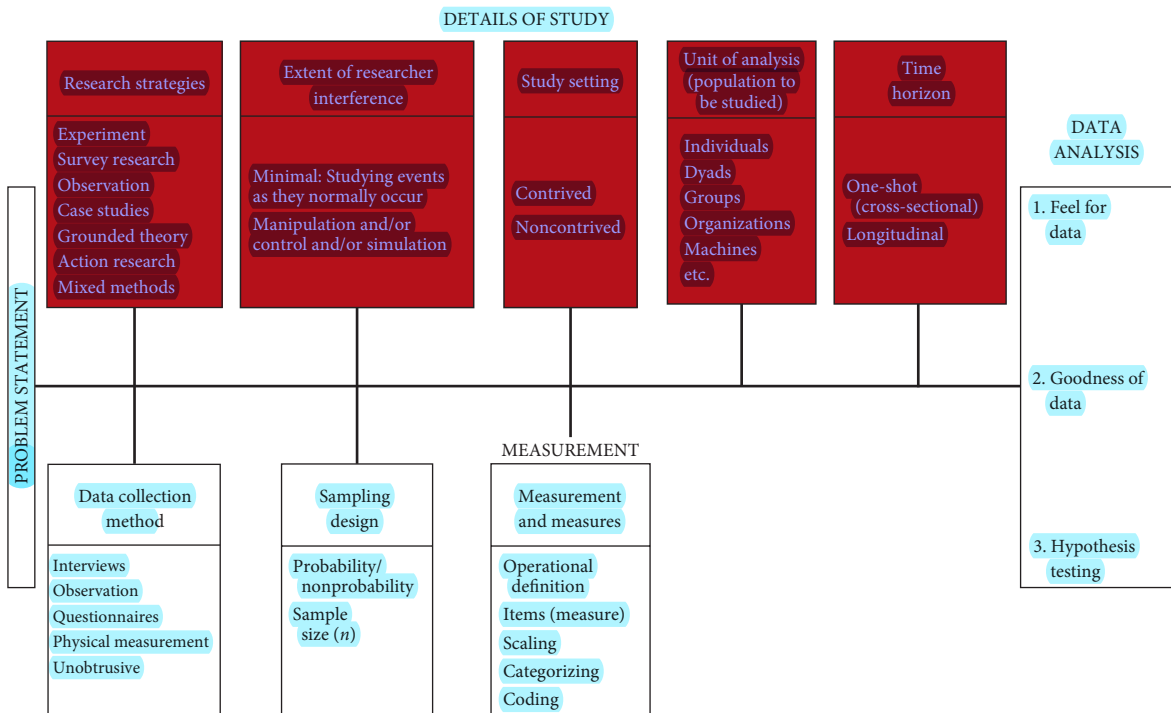 DETAILS OF STUDY
Research strategies
Experiment
Survey research
Observation
Case studies
Grounded theory
Action research
Mixed methods
Extent of researcher
interference
Minimal: Studying events
as they normally occur
Manipulation and/or
control and/or simulation
Study setting
Contrived
Noncontrived
Unit of analysis
(population to
be studied)
Individuals
Dyads
Groups
Organizations
Machines
etc.
Time
horizon
One-shot
(cross-sectional)
Longitudinal
DATA
ANALYSIS
1. Feel for
data
2. Goodness of
data
3. Hypothesis
testing
PROBLEM STATEMENT
Data collection
method
Interviews
Observation
Questionnaires
Physical measurement
Unobtrusive
Sampling
design
Probability/
nonprobability
Sample
size (n)
MEASUREMENT
Measurement
and measures
Operational
definition
Items (measure)
Scaling
Categorizing
Coding